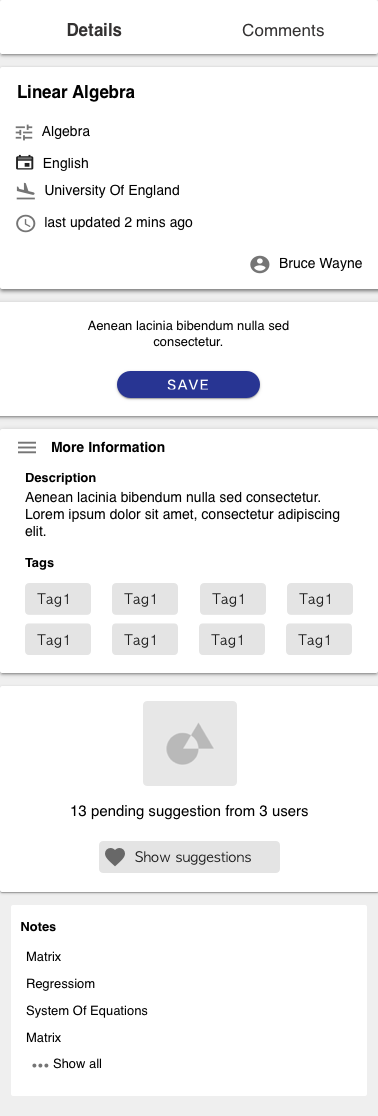 Details Comments
Linear Algebra
Algebra
English
University Of England
last updated 2 mins ago
Bruce Wayne
Aenean lacinia bibendum nulla sed
consectetur.
SAVE
More Information
Description
Aenean lacinia bibendum nulla sed consectetur.
Lorem ipsum dolor sit amet, consectetur adipiscing
elit.
Tags
Tag1 Tag1 Tag1 Tag1
Tag1 Tag1 Tag1 Tag1
13 pending suggestion from 3 users
Show suggestions
Notes
Matrix
Regressiom
System Of Equations
Matrix
Show all